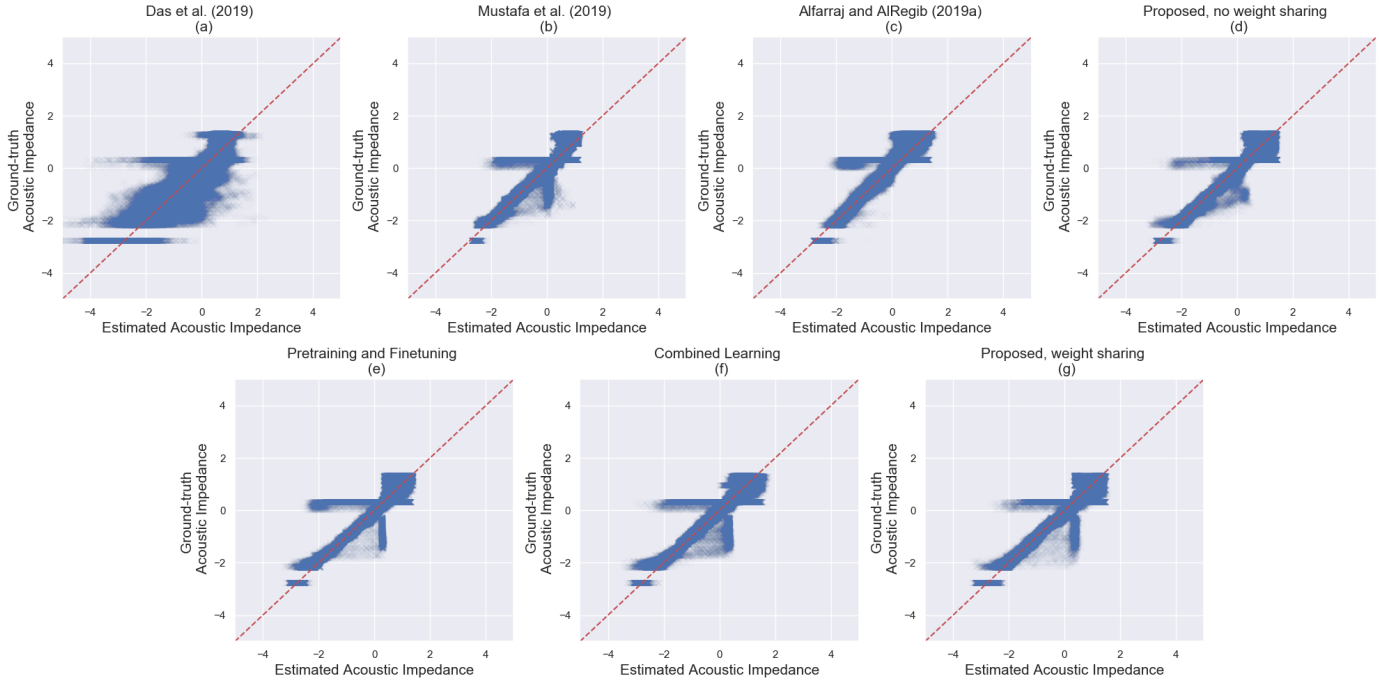 Das et al. (2019)
(a)
Mustafa et al. (2019)
(b)
Alfarraj and AlRegib (2019a)
(c)
Proposed, no weight sharing
(d)
Ground-truth
Acoustic Impedance
4
2
0
−2
−4
−4 −2 0 2 4
Estimated Acoustic Impedance
Ground-truth
Acoustic Impedance
4
2
0
−2
−4
−4 −2 0 2 4
Estimated Acoustic Impedance
Ground-truth
Acoustic Impedance
4
2
0
−2
−4
−4 −2 0 2 4
Estimated Acoustic Impedance
Ground-truth
Acoustic Impedance
4
2
0
−2
−4
−4 −2 0 2 4
Estimated Acoustic Impedance
Pretraining and Finetuning
(e)
Combined Learning
(f)
Proposed, weight sharing
(g)
Ground-truth
Acoustic Impedance
4
2
0
−2
−4
−4 −2 0 2 4
Estimated Acoustic Impedance
Ground-truth
Acoustic Impedance
4
2
0
−2
−4
−4 −2 0 2 4
Estimated Acoustic Impedance
Ground-truth
Acoustic Impedance
4
2
0
−2
−4
−4 −2 0 2 4
Estimated Acoustic Impedance